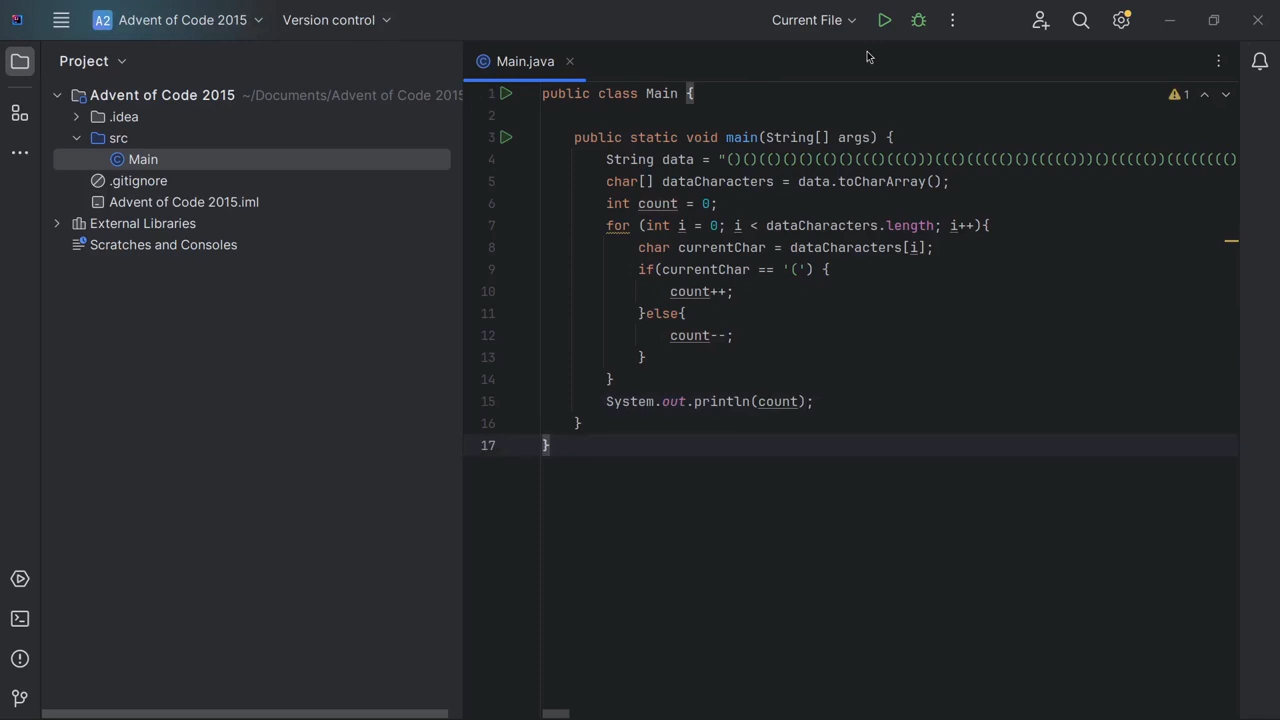 A2 Advent of Code 2015 Version control Current File
Project
Main.java
Advent of Code 2015 ~/Documents/Advent of Code 2015
.idea
src
Main
.gitignore
Advent of Code 2015.iml
External Libraries
Scratches and Consoles
1 public class Main {
2
3 public static void main(String[] args) {
4 String data = "
5 char[] dataCharacters = data.toCharArray();
6 int count = 0;
7 for (int i = 0; i < dataCharacters.length; i++){
8 char currentChar = dataCharacters[i];
9 if(currentChar == '(') {
10 count++;
11 }else{
12 count--;
13 }
14 }
15 System.out.println(count);
16 }
17 }
1